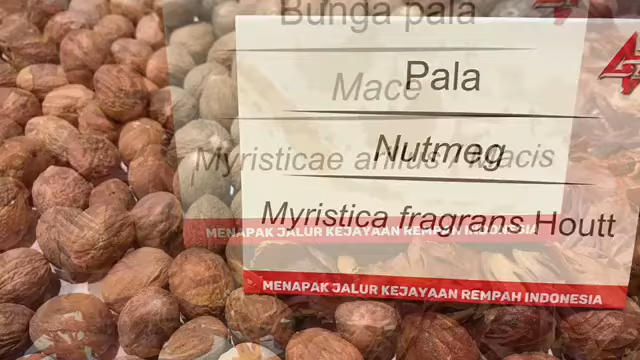 Bunga pala
Pala
Mace
Nutmeg
Myristicae arillus / Macis
Myristica fragrans Houtt
MENAPAK JALUR KEJAYAAN REMPAH INDONESIA
MENAPAK JALUR KEJAYAAN REMPAH INDONESIA